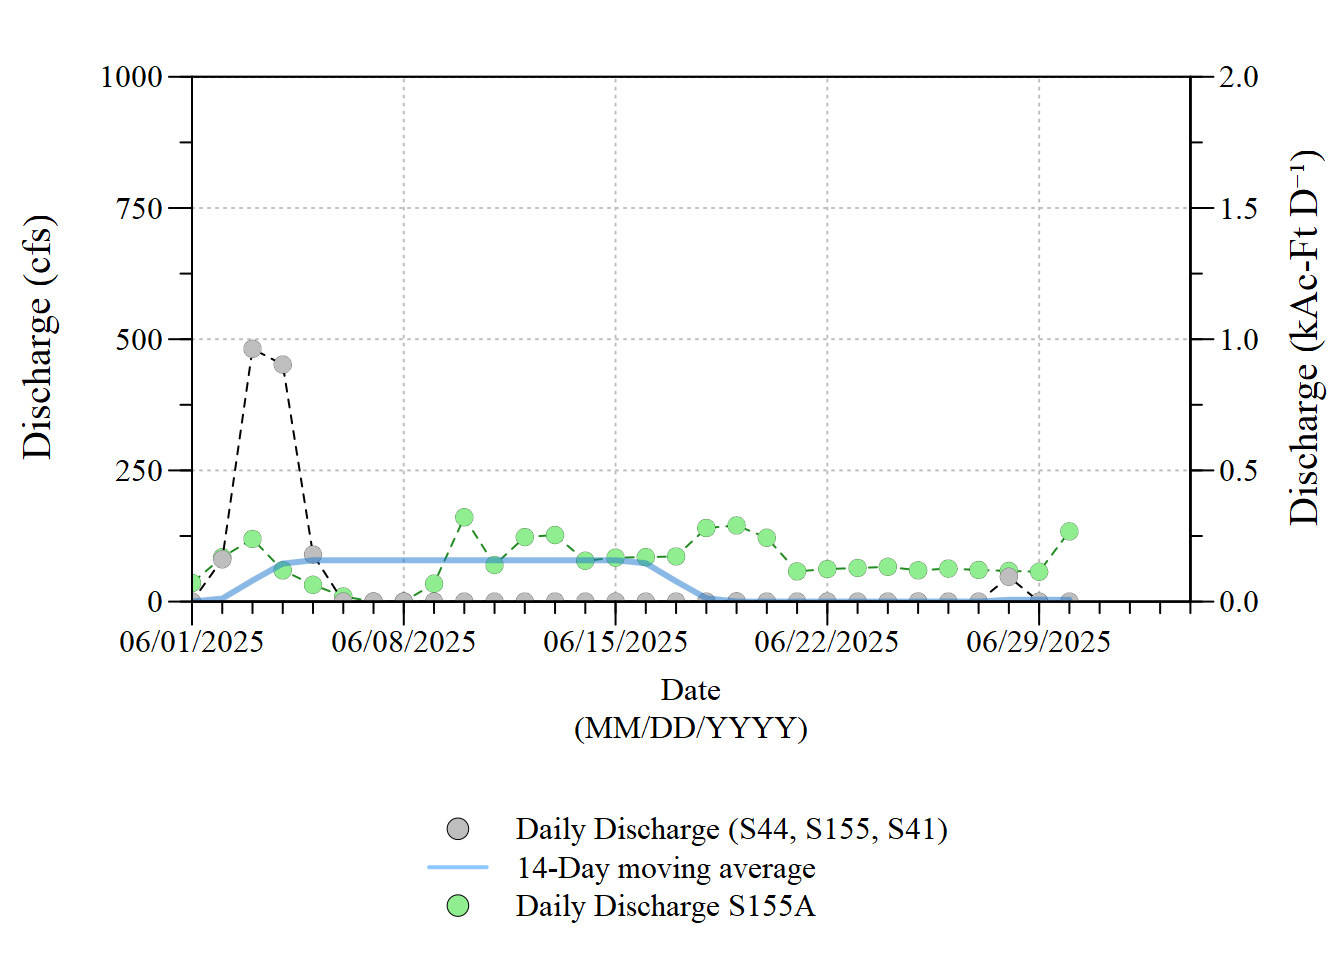 1000
750
500
250
0
Discharge (cfs)
2.0
1.5
1.0
0.5
0.0
Discharge (kAc-Ft D⁻¹)
06/01/2025
06/08/2025
06/15/2025
06/22/2025
06/29/2025
Date
(MM/DD/YYYY)
Daily Discharge (S44, S155, S41)
14-Day moving average
Daily Discharge S155A